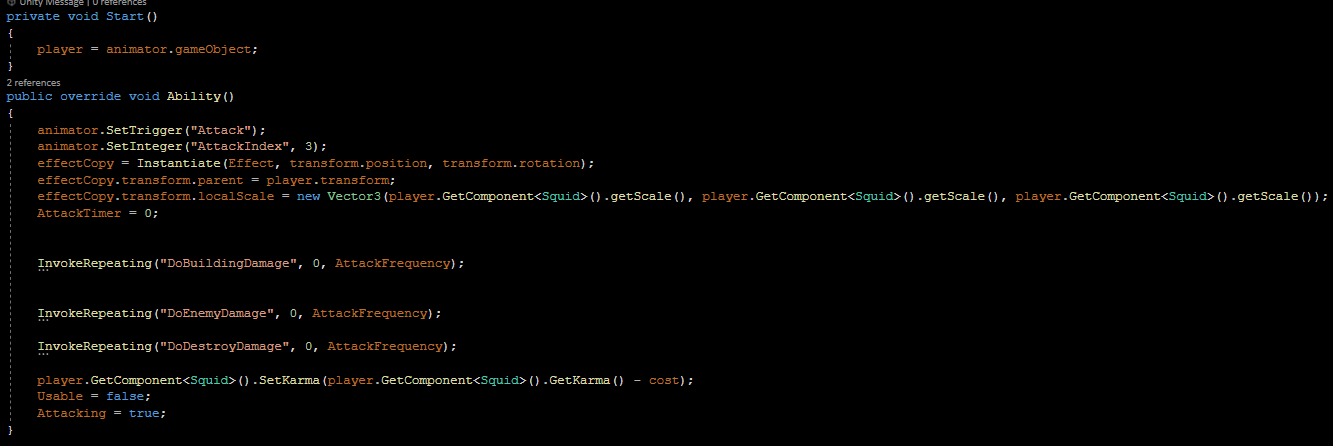 Unity Message | 0 references
private void Start()
{
player = animator.gameObject;
}
2 references
public override void Ability()
{
animator.SetTrigger("Attack");
animator.SetInteger("AttackIndex", 3);
effectCopy = Instantiate(Effect, transform.position, transform.rotation);
effectCopy.transform.parent = player.transform;
effectCopy.transform.localScale = new Vector3(player.GetComponent<Squid>().getScale(), player.GetComponent<Squid>().getScale(), player.GetComponent<Squid>().getScale());
AttackTimer = 0;
InvokeRepeating("DoBuildingDamage", 0, AttackFrequency);
InvokeRepeating("DoEnemyDamage", 0, AttackFrequency);
InvokeRepeating("DoDestroyDamage", 0, AttackFrequency);
player.GetComponent<Squid>().SetKarma(player.GetComponent<Squid>().GetKarma() - cost);
Usable = false;
Attacking = true;
}